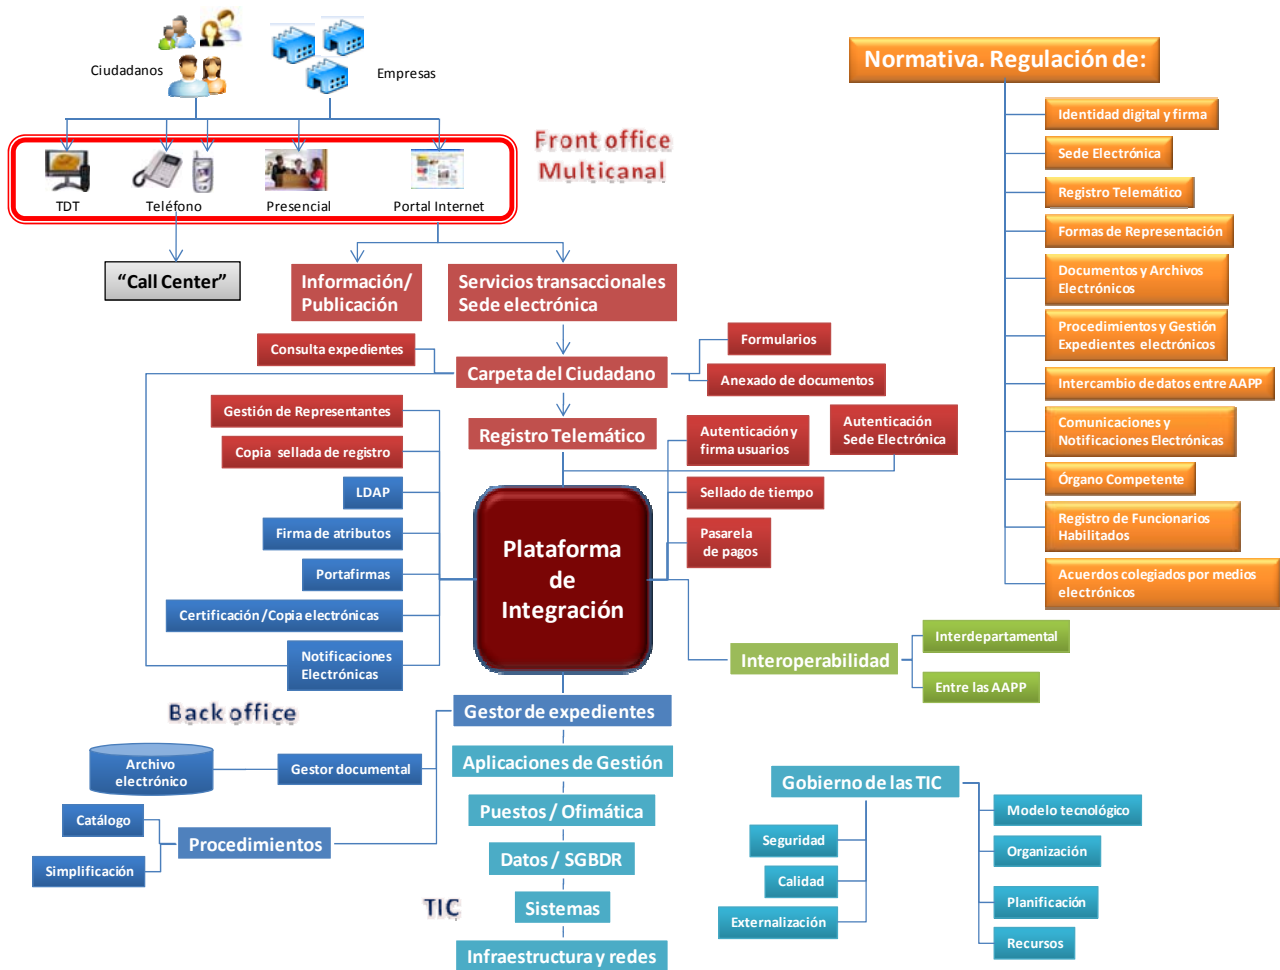 Ciudadanos
Empresas
Front office
Multicanal
TDT
Teléfono
Presencial
Portal Internet
“Call Center”
Información/
Publicación
Servicios transaccionales
Sede electrónica
Consulta expedientes
Carpeta del Ciudadano
Formularios
Anexado de documentos
Gestión de Representantes
Copia sellada de registro
LDAP
Firma de atributos
Portafirmas
Certificación/Copia electrónicas
Notificaciones
Electrónicas
Registro Telemático
Autenticación y
firma usuarios
Autenticación
Sede Electrónica
Sellado de tiempo
Pasarela
de pagos
Plataforma
de
Integración
Interoperabilidad
Interdepartamental
Entre las AAPP
Back office
Gestor de expedientes
Archivo
electrónico
Gestor documental
Catálogo
Simplificación
Procedimientos
Aplicaciones de Gestión
Puestos / Ofimática
Datos / SGBDR
TIC
Sistemas
Infraestructura y redes
Gobierno de las TIC
Seguridad
Calidad
Externalización
Modelo tecnológico
Organización
Planificación
Recursos
Normativa. Regulación de:
Identidad digital y firma
Sede Electrónica
Registro Telemático
Formas de Representación
Documentos y Archivos
Electrónicos
Procedimientos y Gestión
Expedientes electrónicos
Intercambio de datos entre AAPP
Comunicaciones y
Notificaciones Electrónicas
Órgano Competente
Registro de Funcionarios
Habilitados
Acuerdos colegiados por medios
electrónicos